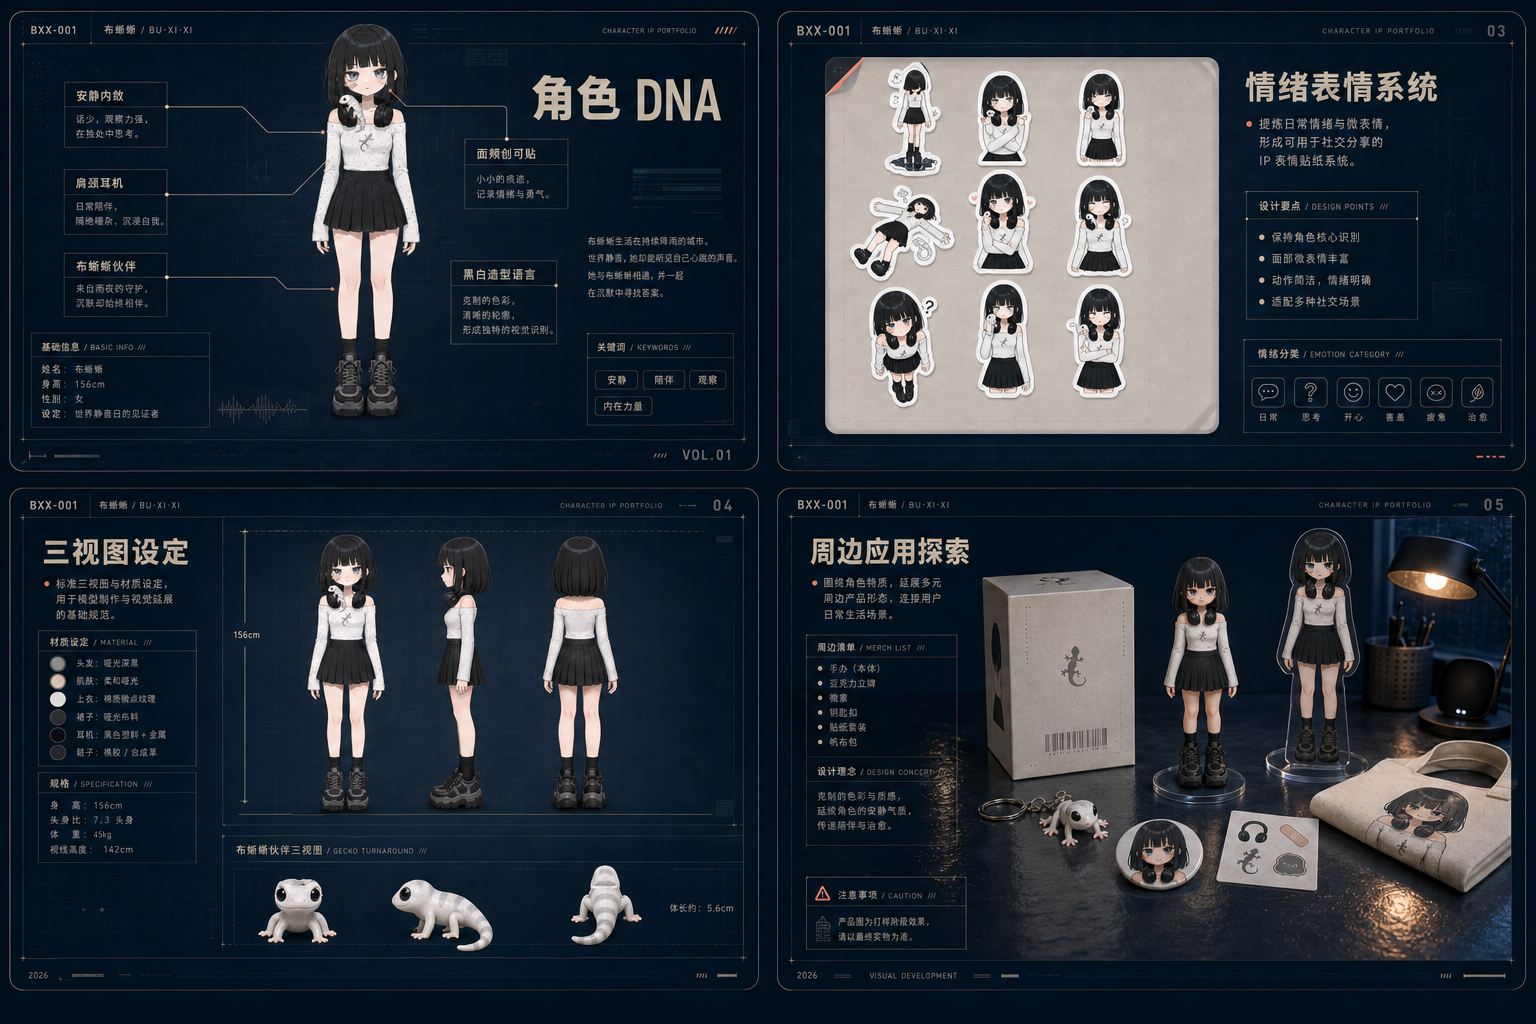 BXX-001
布蜥蜥 / BU·XI·XI
CHARACTER IP PORTFOLIO
角色 DNA
安静内敛
话少，观察力强，
在独处中思考。
肩颈耳机
日常陪伴，
隔绝嘈杂，沉浸自我。
布蜥蜥伙伴
来自雨夜的守护，
沉默却始终相伴。
面颊创可贴
小小的痕迹，
记录情绪与勇气。
黑白造型语言
克制的色彩，
清晰的轮廓，
形成独特的视觉识别。
布蜥蜥生活在持续降雨的城市。
世界静音，她却能听见自己心跳的声音。
她与布蜥蜥相遇，并一起
在沉默中寻找答案。
基础信息 / BASIC INFO ///
姓名： 布蜥蜥
身高： 156cm
性别： 女
设定： 世界静音日的见证者
关键词 / KEYWORDS ///
安静
陪伴
观察
内在力量
VOL.01
BXX-001
布蜥蜥 / BU·XI·XI
CHARACTER IP PORTFOLIO
03
情绪表情系统
提炼日常情绪与微表情，
形成可用于社交分享的
IP 表情贴纸系统。
设计要点 / DESIGN POINTS ///
保持角色核心识别
面部微表情丰富
动作简洁，情绪明确
适配多种社交场景
情绪分类 / EMOTION CATEGORY ///
日常
思考
开心
害羞
疲惫
治愈
?
BXX-001
布蜥蜥 / BU·XI·XI
CHARACTER IP PORTFOLIO
04
三视图设定
标准三视图与材质设定，
用于模型制作与视觉延展
的基础规范。
材质设定 / MATERIAL ///
头发：哑光深黑
肌肤：柔和哑光
上衣：棉质斑点纹理
裙子：哑光布料
耳机：黑色塑料 + 金属
鞋子：橡胶 / 合成革
规格 / SPECIFICATION ///
身 高：156cm
头身比：7.3 头身
体 重：45kg
视线高度： 142cm
156cm
布蜥蜥伙伴三视图 / GECKO TURNAROUND ///
体长约：5.6cm
2026
BXX-001
布蜥蜥 / BU·XI·XI
CHARACTER IP PORTFOLIO
05
周边应用探索
围绕角色特质，延展多元
周边产品形态，连接用户
日常生活场景。
周边清单 / MERCH LIST ///
手办（本体）
亚克力立牌
徽章
钥匙扣
贴纸套装
帆布包
设计理念 / DESIGN CONCEPT ///
克制的色彩与质感，
延续角色的安静气质，
传递陪伴与治愈。
注意事项 / CAUTION ///
产品图为打样阶段效果，
请以最终实物为准。
2026
VISUAL DEVELOPMENT